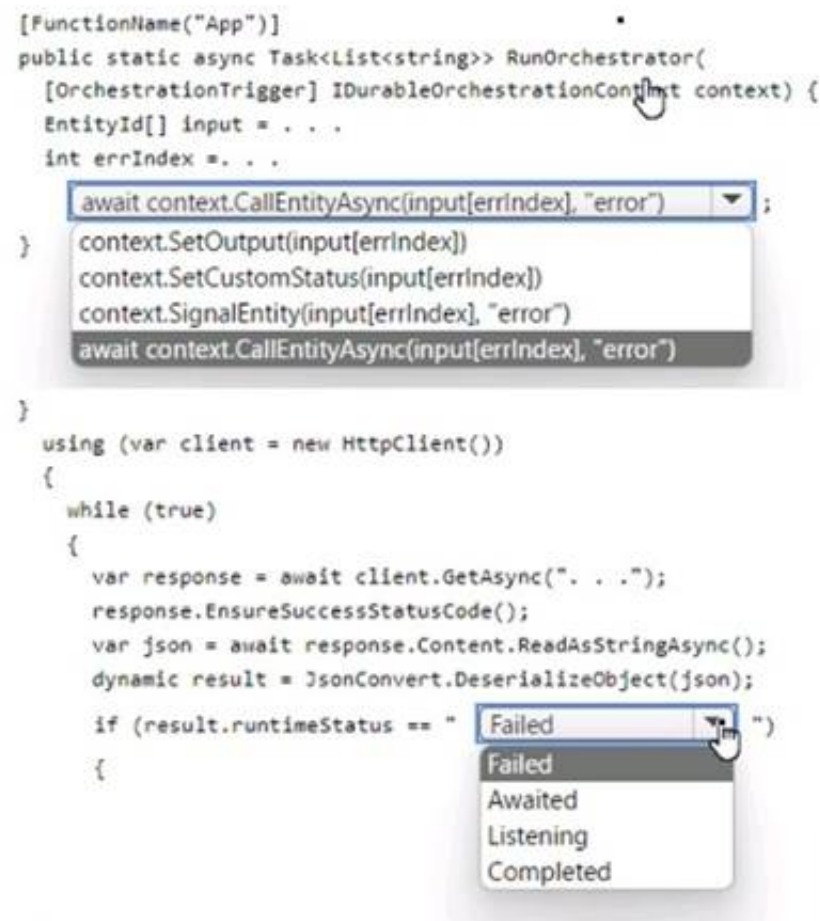 [FunctionName("App")]
public static async Task<List<string>> RunOrchestrator(
[OrchestrationTrigger] IDurableOrchestrationContext context) {
EntityId[] input = . . .
int errIndex =. . .
await context.CallEntityAsync(input[errIndex], "error") ;
context.SetOutput(input[errIndex])
}
context.SetCustomStatus(input[errIndex])
context.SignalEntity(input[errIndex], "error")
await context.CallEntityAsync(input[errIndex], "error")
}
using (var client = new HttpClient())
{
while (true)
{
var response = await client.GetAsync(". . .");
response.EnsureSuccessStatusCode();
var json = await response.Content.ReadAsStringAsync();
dynamic result = JsonConvert.DeserializeObject(json);
if (result.runtimeStatus == " Failed ")
{
Failed
Awaited
Listening
Completed